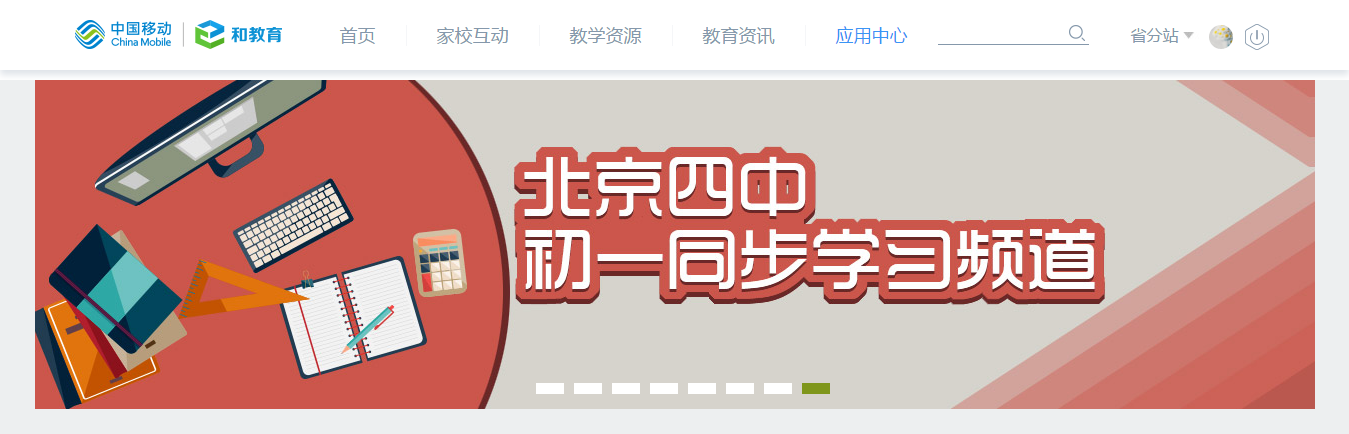 中国移动
China Mobile
和教育
首页
家校互动
教学资源
教育资讯
应用中心
省分站
北京四中
初一同步学习频道